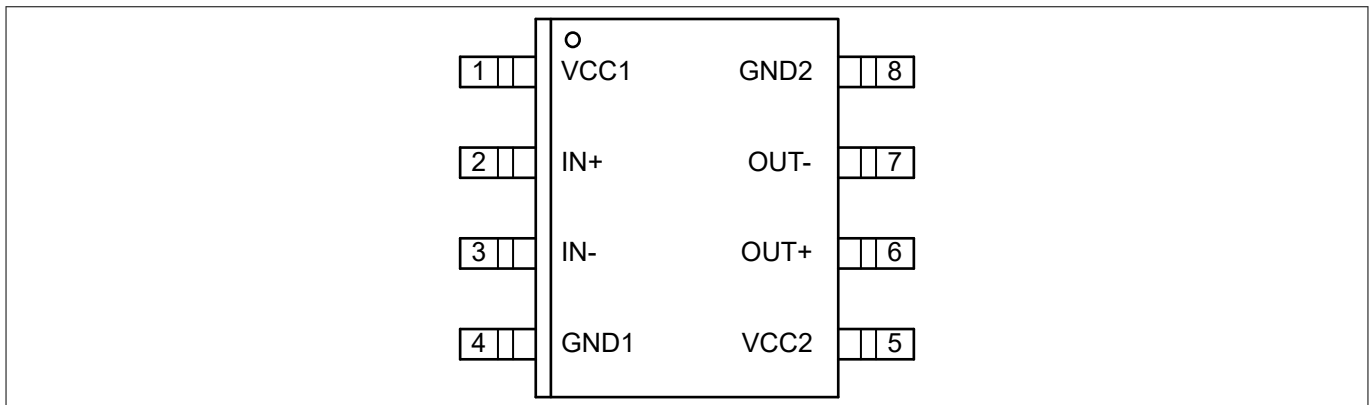 1 VCC1 GND2 8
2 IN+ OUT- 7
3 IN- OUT+ 6
4 GND1 VCC2 5